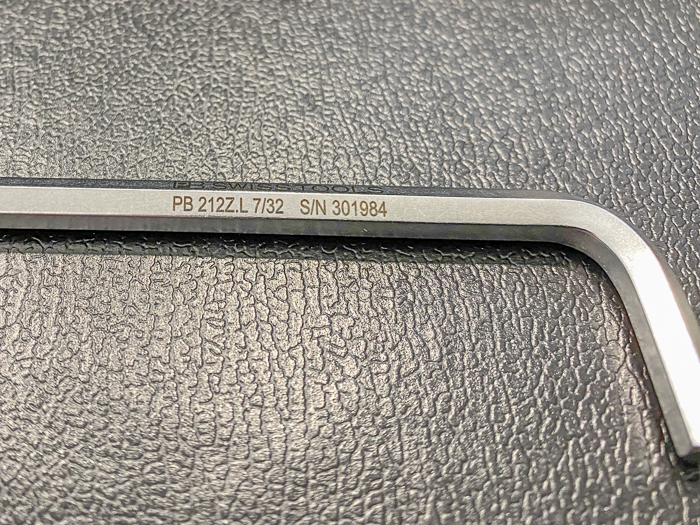 PB SWISS TOOLS
PB 212Z.L 7/32 S/N 301984